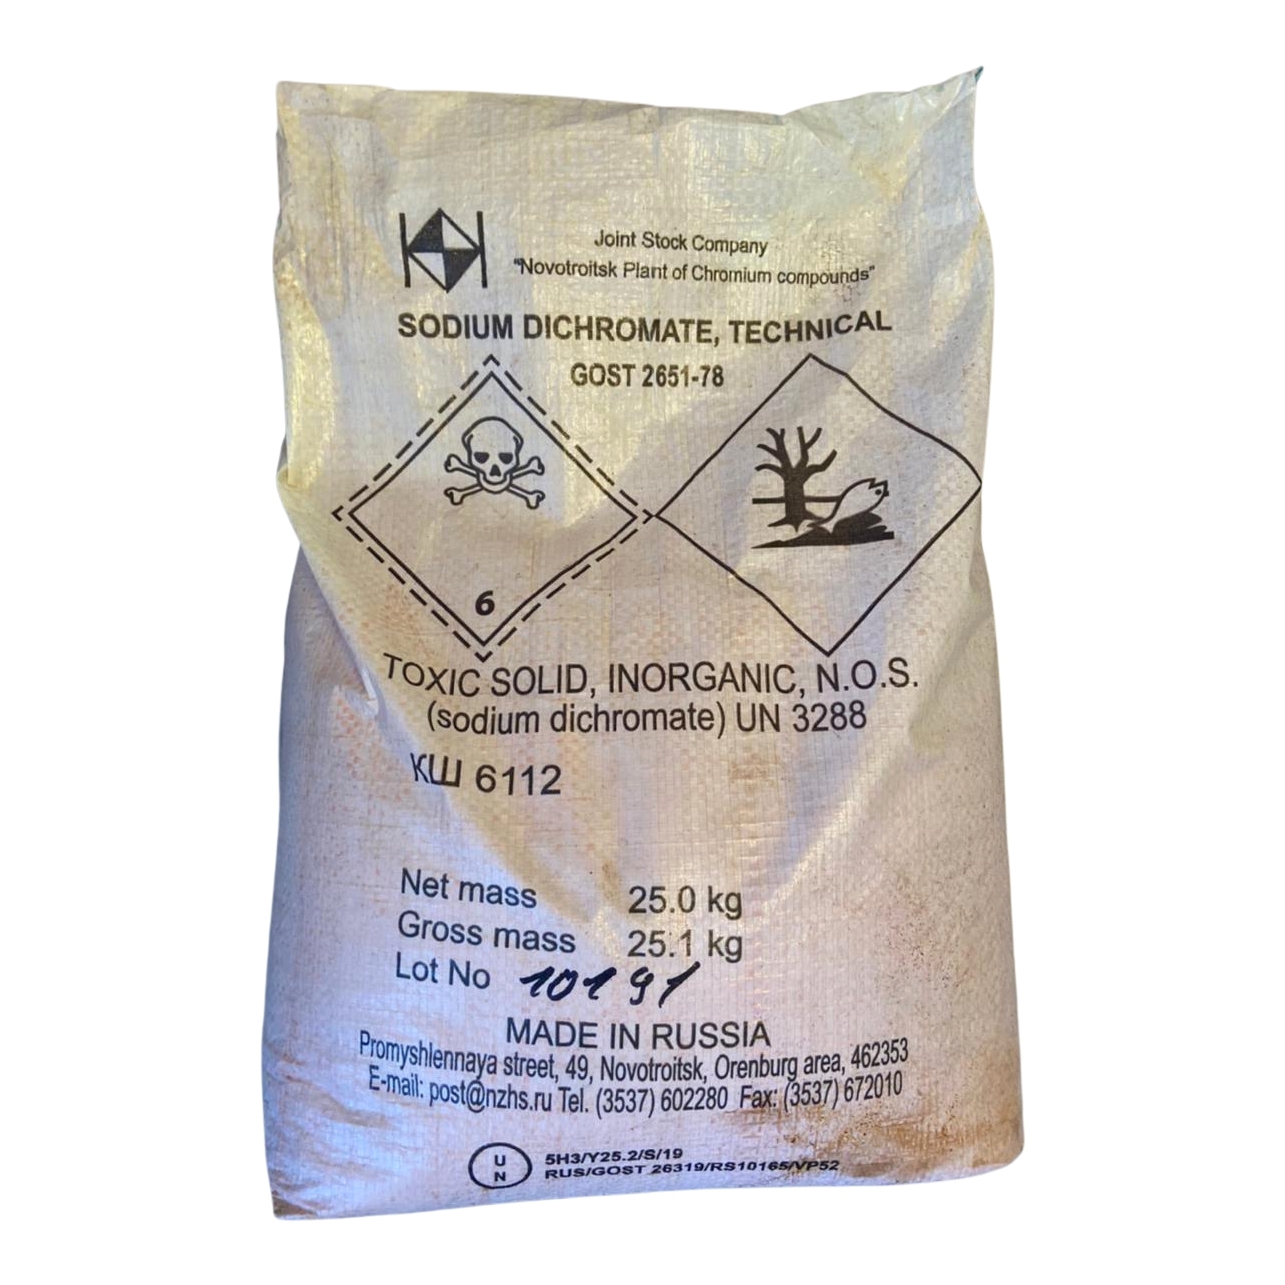 Joint Stock Company
"Novotroitsk Plant of Chromium compounds"
SODIUM DICHROMATE, TECHNICAL
GOST 2651-78
6
TOXIC SOLID, INORGANIC, N.O.S.
(sodium dichromate) UN 3288
КШ 6112
Net mass 25.0 kg
Gross mass 25.1 kg
Lot No 10191
MADE IN RUSSIA
Promyshlennaya street, 49, Novotroitsk, Orenburg area, 462353
E-mail: post@nzhs.ru Tel. (3537) 602280 Fax: (3537) 672010
UN
5H3/Y25.2/S/19
RUS/GOST 26319/RS10165/VP52